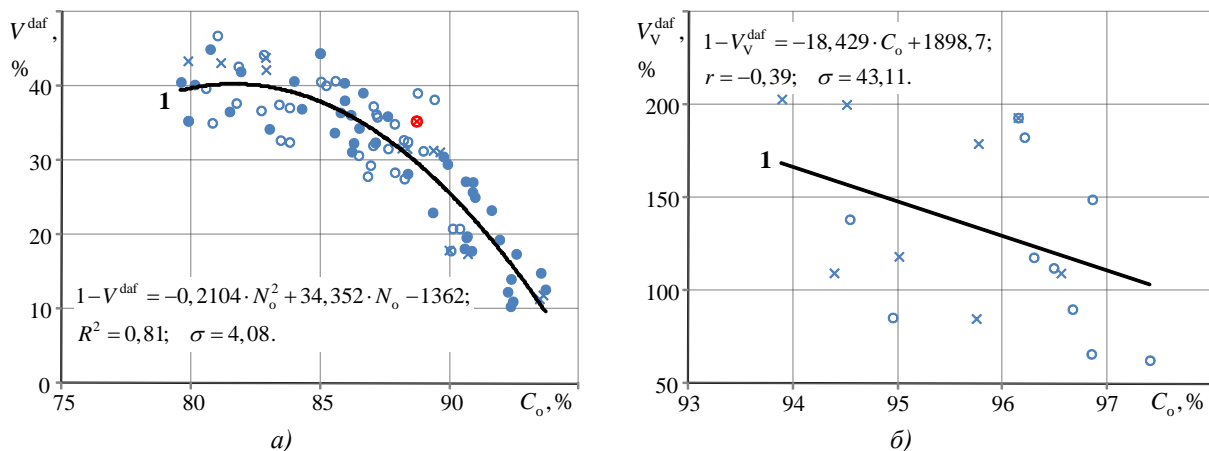 V^daf,
%
50
40
1
30
20
1−V^daf = −0,2104·N_o^2 + 34,352·N_o −1362;
R^2 = 0,81; σ = 4,08.
10
0
75 80 85 90 C_o, %
а)
V_V^daf,
%
1−V_V^daf = −18,429·C_o + 1898,7;
r = −0,39; σ = 43,11.
200
1
150
100
50
93 94 95 96 97 C_o, %
б)